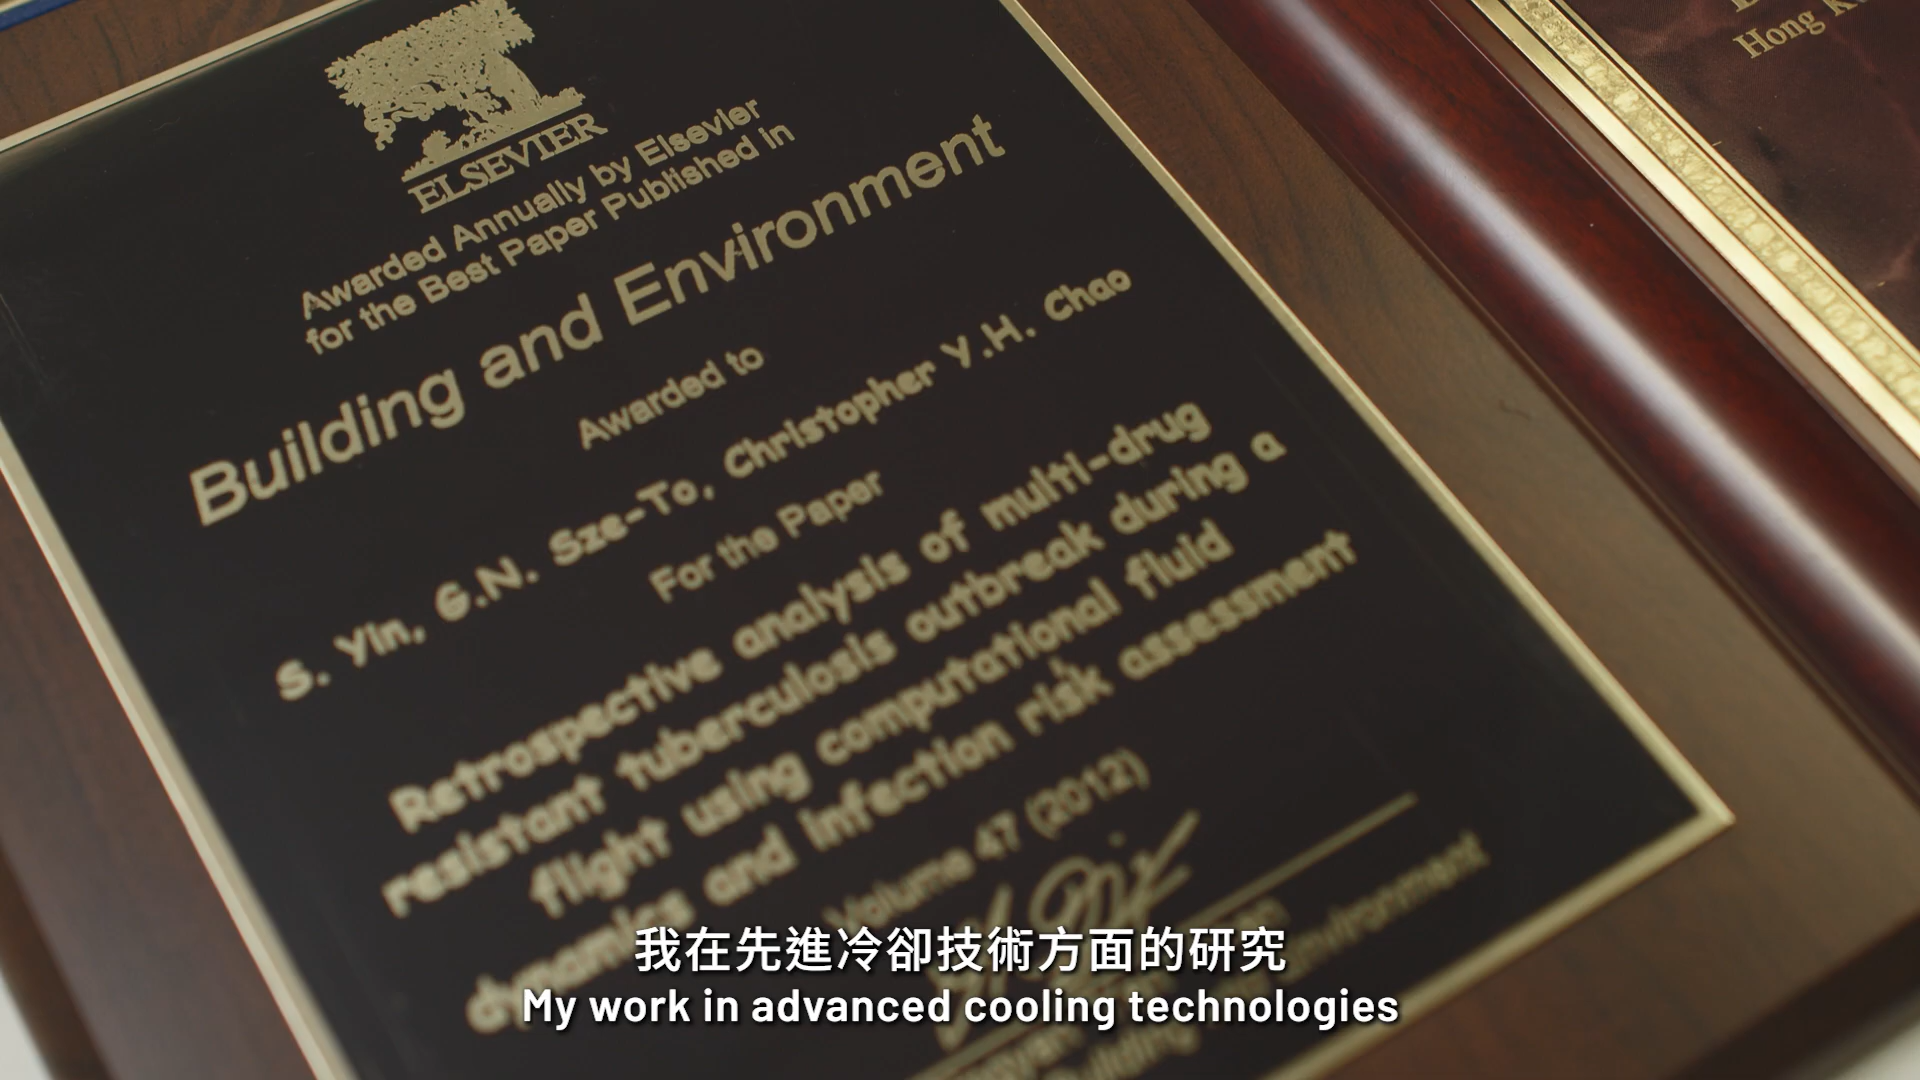 ELSEVIER
Awarded Annually by Elsevier
for the Best Paper Published in
Building and Environment
Awarded to
S. Yin, G.N. Sze-To, Christopher Y.H. Chao
For the Paper
Retrospective analysis of multi-drug
resistant tuberculosis outbreak during a
flight using computational fluid
dynamics and infection risk assessment
Volume 47 (2012)
Environment
Building
Hong
我在先進冷卻技術方面的研究
My work in advanced cooling technologies